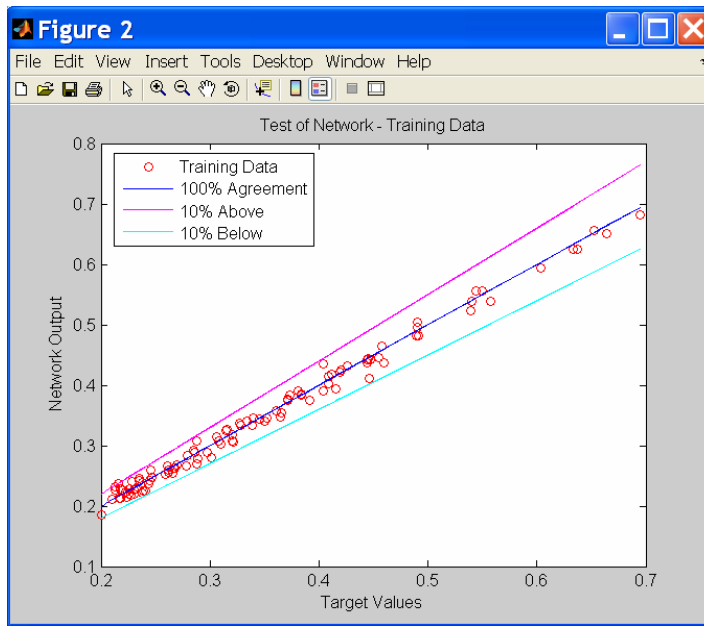 Figure 2
File Edit View Insert Tools Desktop Window Help
Test of Network - Training Data
0.8
0.7
0.6
0.5
0.4
0.3
0.2
0.1
Network Output
Training Data
100% Agreement
10% Above
10% Below
0.2 0.3 0.4 0.5 0.6 0.7
Target Values